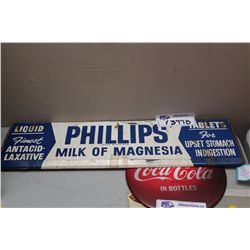 LIQUID
Finest
ANTACID-
LAXATIVE
PHILLIPS'
MILK OF MAGNESIA
TABLETS
For
UPSET STOMACH
INDIGESTION
Coca-Cola
IN BOTTLES